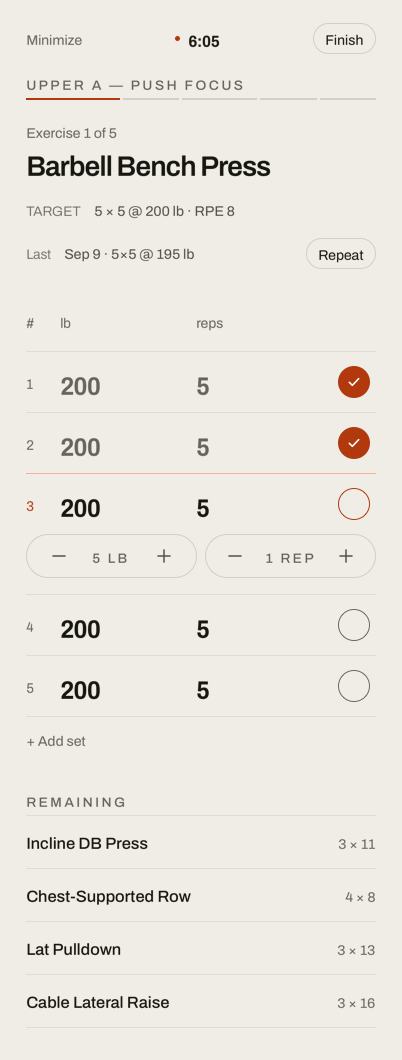 Minimize
6:05
Finish
UPPER A — PUSH FOCUS
Exercise 1 of 5
Barbell Bench Press
TARGET 5 × 5 @ 200 lb · RPE 8
Last Sep 9 · 5×5 @ 195 lb
Repeat
# lb reps
1 200 5
2 200 5
3 200 5
− 5 LB + − 1 REP +
4 200 5
5 200 5
+ Add set
REMAINING
Incline DB Press 3 × 11
Chest-Supported Row 4 × 8
Lat Pulldown 3 × 13
Cable Lateral Raise 3 × 16